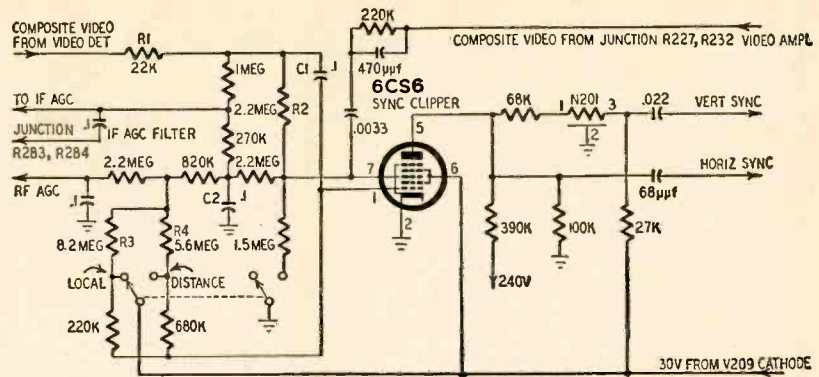 COMPOSITE VIDEO
FROM VIDEO DET
R1
22K
220K
COMPOSITE VIDEO FROM JUNCTION R227, R232 VIDEO AMPL
470μμf
1MEG
C1
.1
6CS6
SYNC CLIPPER
TO IF AGC
2.2MEG
R2
.1
IF AGC FILTER
JUNCTION
R283, R284
270K
.0033
5
68K
1
N201
3
2
.022
VERT SYNC
2.2MEG
820K
2.2MEG
7
6
RF AGC
HORIZ SYNC
.1
C2
.1
1
2
68μμf
8.2MEG
R3
R4
5.6MEG
1.5MEG
390K
100K
27K
LOCAL
DISTANCE
240V
220K
680K
30V FROM V209 CATHODE